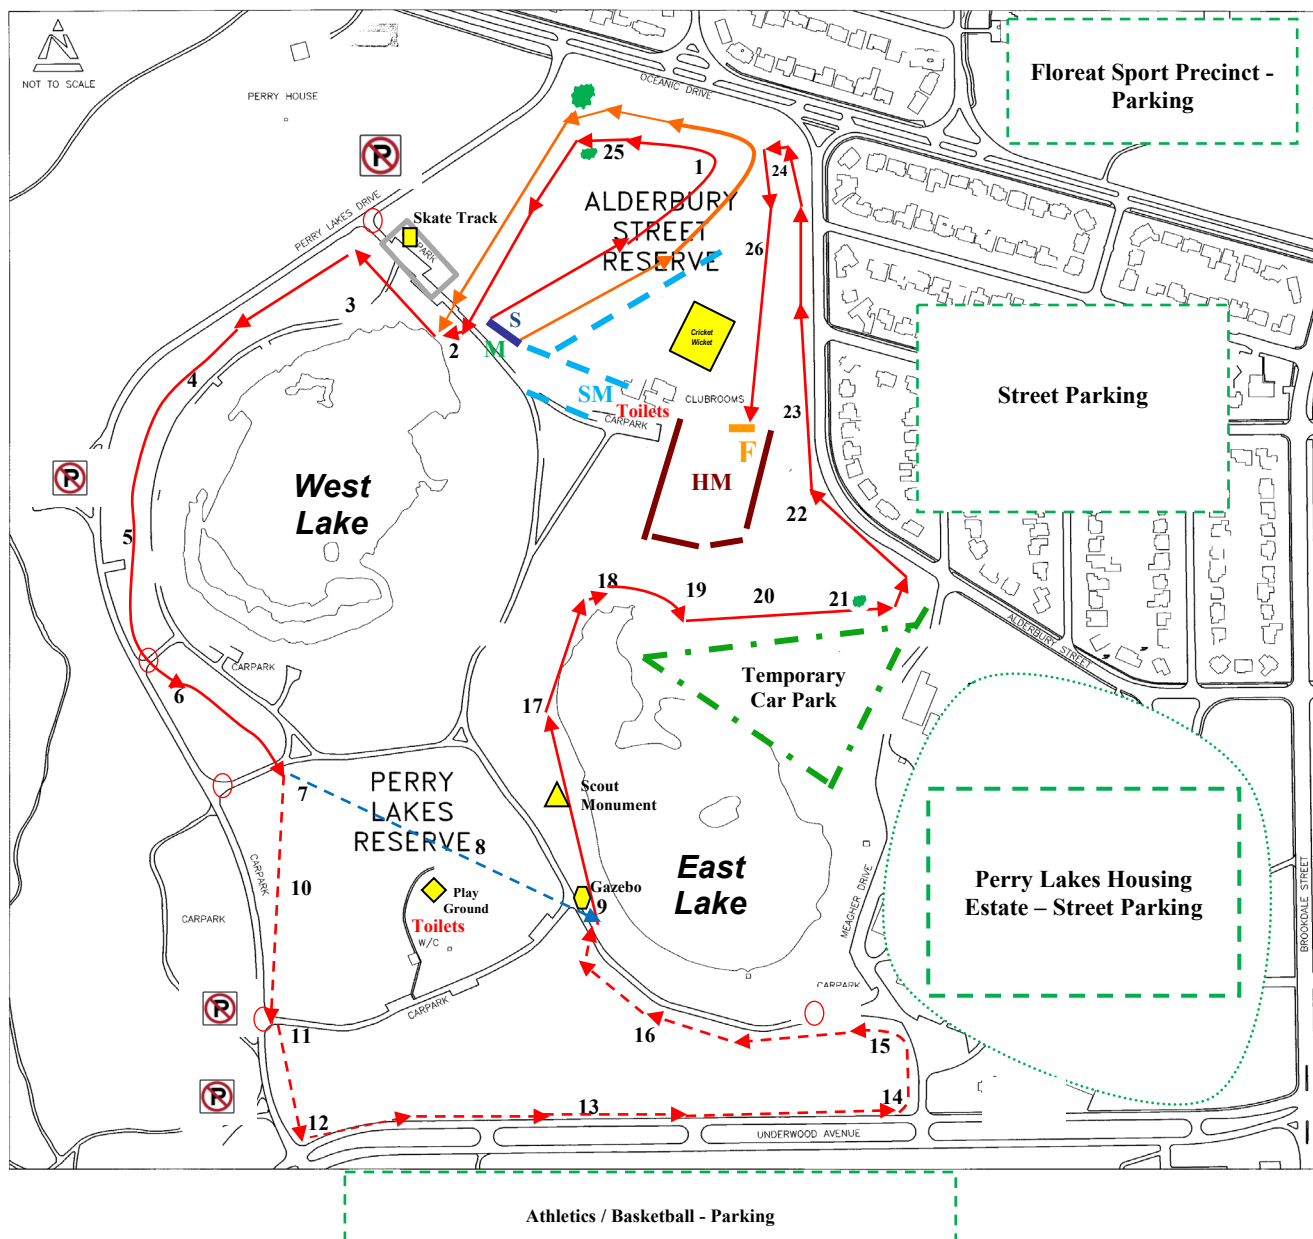 N
NOT TO SCALE
PERRY HOUSE
OCEANIC DRIVE
Floreat Sport Precinct -
Parking
P
25
1
24
ALDERBURY
STREET
RESERVE
PERRY LAKES DRIVE
Skate Track
PARK
26
3
S
2
M
4
Cricket
Wicket
SM
Toilets
CLUBROOMS
CARPARK
23
Street Parking
F
P
HM
West
Lake
22
5
18
19
20
21
ALDERBURY STREET
CARPARK
6
Temporary
Car Park
17
7
PERRY
LAKES
RESERVE
8
Scout
Monument
10
CARPARK
CARPARK
Play
Ground
Toilets
W/C
Gazebo
9
East
Lake
MEAGHER DRIVE
Perry Lakes Housing
Estate – Street Parking
BROOKDALE STREET
P
CARPARK
CARPARK
11
16
15
P
12
13
14
UNDERWOOD AVENUE
Athletics / Basketball - Parking